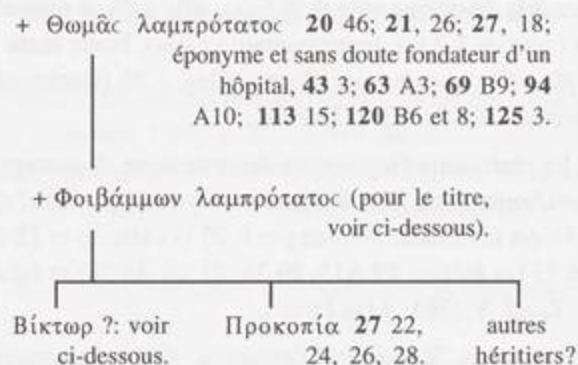 + Θωμᾶϲ λαμπρότατοϲ 20 46; 21, 26; 27, 18;
éponyme et sans doute fondateur d'un
hôpital, 43 3; 63 A3; 69 B9; 94
A10; 113 15; 120 B6 et 8; 125 3.
+ Φοιβάμμων λαμπρότατοϲ (pour le titre,
voir ci-dessous).
Βίκτωρ ?: voir
ci-dessous.
Προκοπία 27 22,
24, 26, 28.
autres
héritiers?